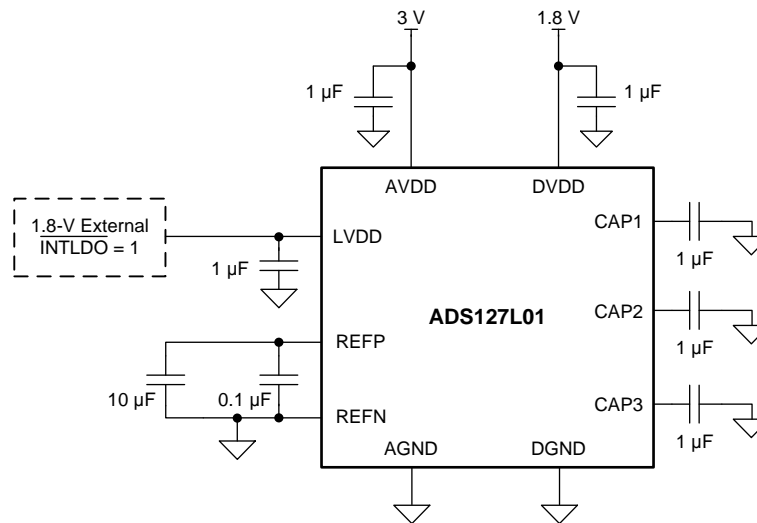 3 V
1.8 V
1 µF
1 µF
AVDD
DVDD
1.8-V External
INTLDO = 1
LVDD
CAP1
1 µF
1 µF
ADS127L01
CAP2
1 µF
REFP
10 µF
0.1 µF
REFN
CAP3
1 µF
AGND
DGND